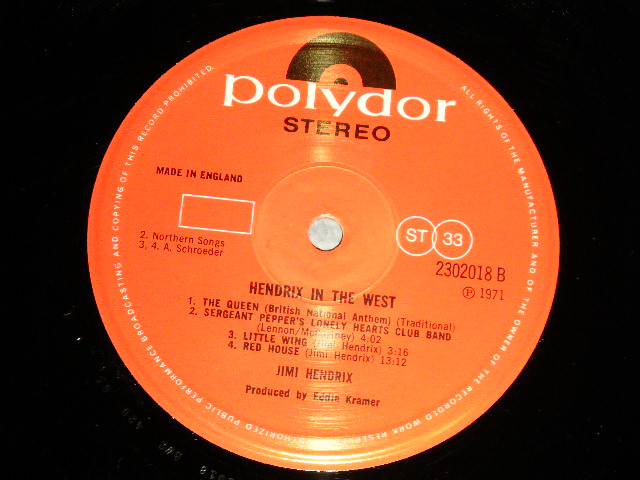 polydor
STEREO
MADE IN ENGLAND
2. Northern Songs
3, 4. A. Schroeder
ST 33
2302018 B
Ⓟ 1971
HENDRIX IN THE WEST
1. THE QUEEN (British National Anthem) (Traditional)
2. SERGEANT PEPPER'S LONELY HEARTS CLUB BAND
(Lennon/McCartney) 4:02
3. LITTLE WING (Jimi Hendrix) 3:16
4. RED HOUSE (Jimi Hendrix) 13:12
JIMI HENDRIX
Produced by Eddie Kramer
ALL RIGHTS OF THE MANUFACTURER AND OF THE OWNER OF THE RECORDED WORK RESERVED
UNAUTHORIZED PUBLIC PERFORMANCE BROADCASTING AND COPYING OF THIS RECORD PROHIBITED.